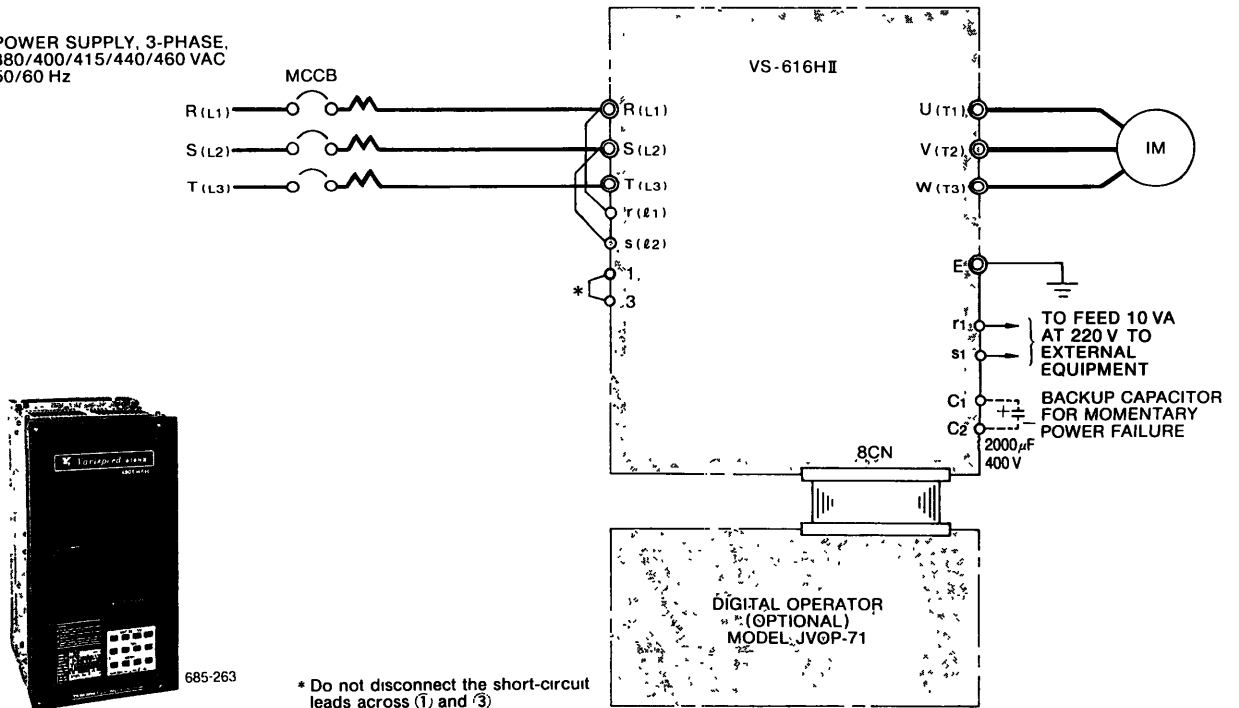 POWER SUPPLY, 3-PHASE,
380/400/415/440/460 VAC
50/60 Hz
MCCB
R (L1)
S (L2)
T (L3)
VS-616HⅡ
R (L1)
S (L2)
T (L3)
r (ℓ1)
s (ℓ2)
1
3
*
U (T1)
V (T2)
W (T3)
IM
E
r1
s1
TO FEED 10 VA
AT 220 V TO
EXTERNAL
EQUIPMENT
C1
C2
+
−
BACKUP CAPACITOR
FOR MOMENTARY
POWER FAILURE
2000μF
400 V
8CN
DIGITAL OPERATOR
(OPTIONAL)
MODEL JVOP-71
685-263
* Do not disconnect the short-circuit
leads across ① and ③